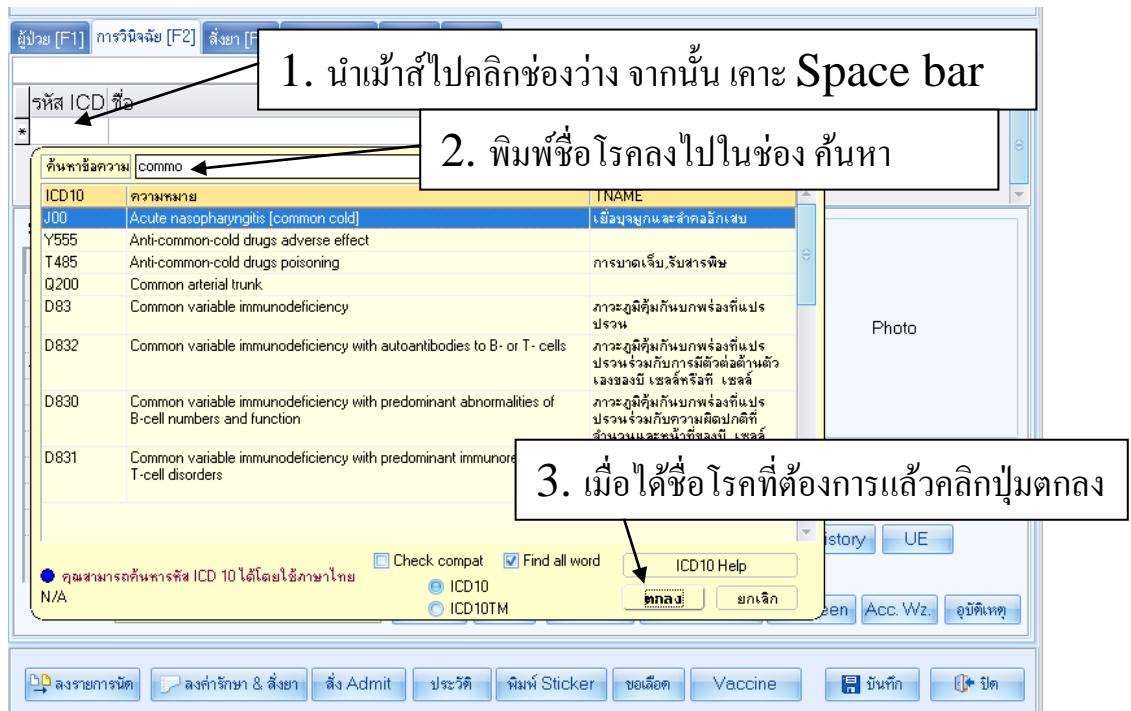 ผู้ป่วย [F1] การวินิจฉัย [F2] สั่งยา [F
1. นำเม้าส์ไปคลิกช่องว่าง จากนั้น เคาะ Space bar
รหัส ICD ชื่อ
*
2. พิมพ์ชื่อโรคลงไปในช่อง ค้นหา
ค้นหาข้อความ commo
ICD10 ความหมาย TNAME
J00 Acute nasopharyngitis [common cold] เยื่อบุจมูกและลำคออักเสบ
Y555 Anti-common-cold drugs adverse effect
T485 Anti-common-cold drugs poisoning การบาดเจ็บ,รับสารพิษ
Q200 Common arterial trunk
D83 Common variable immunodeficiency ภาวะภูมิคุ้มกันบกพร่องที่แปร
ปรวน
Photo
D832 Common variable immunodeficiency with autoantibodies to B- or T- cells ภาวะภูมิคุ้มกันบกพร่องที่แปร
ปรวนร่วมกับการมีตัวต่อต้านตัว
เองของบี เซลล์หรือที เซลล์
D830 Common variable immunodeficiency with predominant abnormalities of ภาวะภูมิคุ้มกันบกพร่องที่แปร
B-cell numbers and function ปรวนร่วมกับความผิดปกติที่
จำนวนและหน้าที่ของบี เซลล์
D831 Common variable immunodeficiency with predominant immunore
T-cell disorders
3. เมื่อได้ชื่อโรคที่ต้องการแล้วคลิกปุ่มตกลง
istory UE
Check compat Find all word ICD10 Help
คุณสามารถค้นหารหัส ICD 10 ได้โดยใช้ภาษาไทย ICD10
N/A ICD10TM ตกลง ยกเลิก
een Acc. Wz. อุบัติเหตุ
ลงรายการนัด ลงค่ารักษา & สั่งยา สั่ง Admit ประวัติ พิมพ์ Sticker ขอเลือด Vaccine บันทึก ปิด